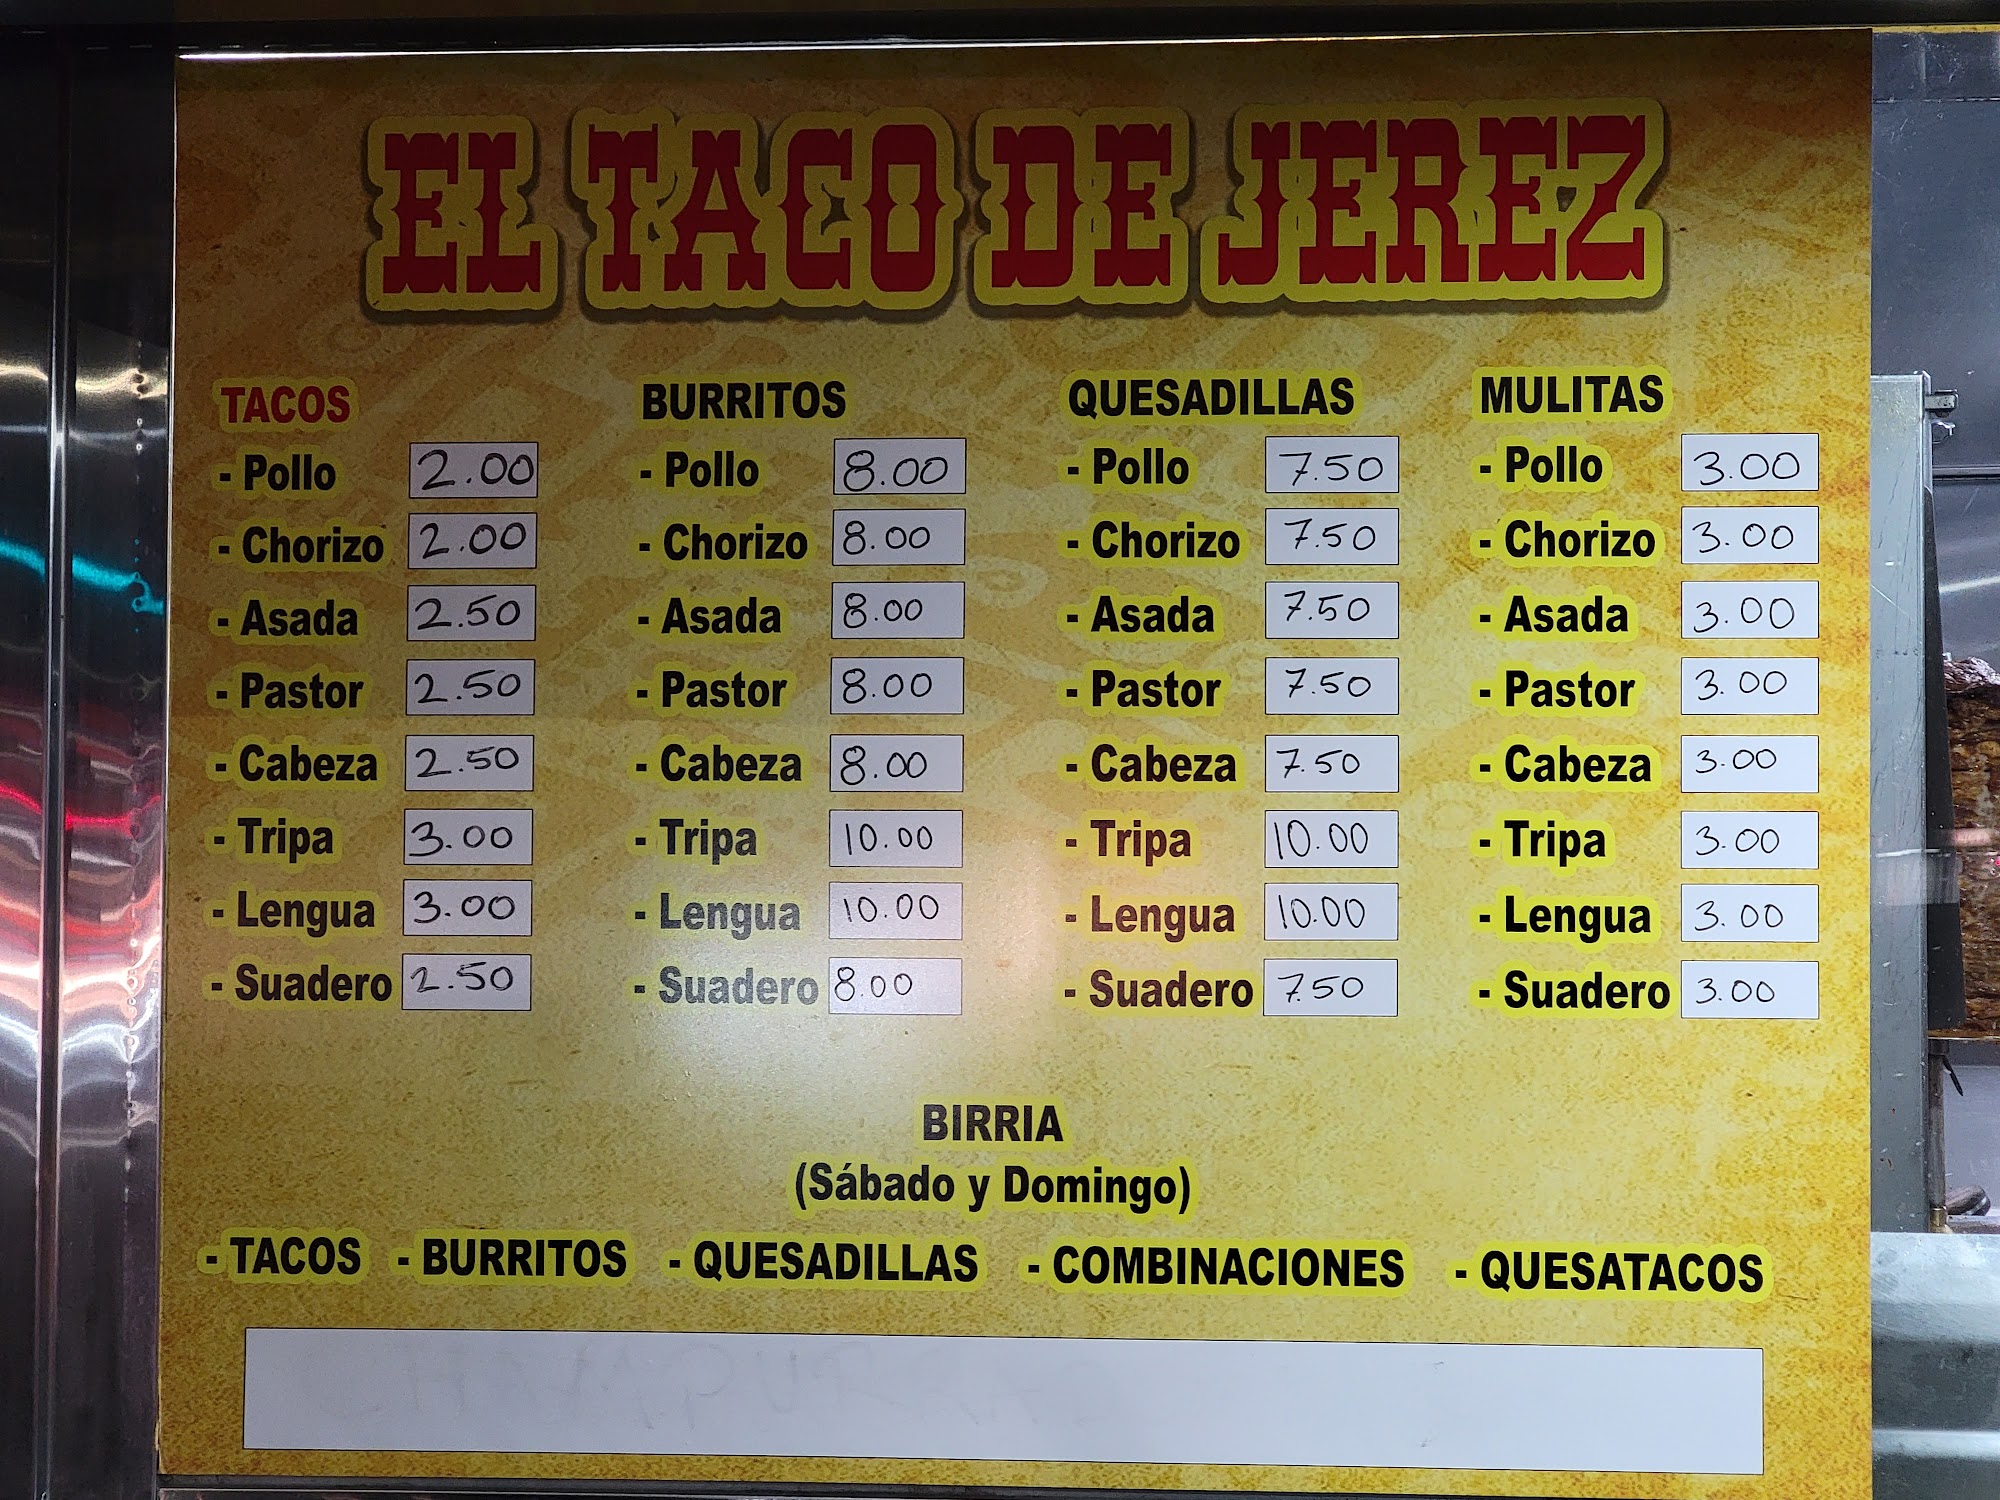 EL TACO DE JEREZ
TACOS
- Pollo 2.00
- Chorizo 2.00
- Asada 2.50
- Pastor 2.50
- Cabeza 2.50
- Tripa 3.00
- Lengua 3.00
- Suadero 2.50
BURRITOS
- Pollo 8.00
- Chorizo 8.00
- Asada 8.00
- Pastor 8.00
- Cabeza 8.00
- Tripa 10.00
- Lengua 10.00
- Suadero 8.00
QUESADILLAS
- Pollo 7.50
- Chorizo 7.50
- Asada 7.50
- Pastor 7.50
- Cabeza 7.50
- Tripa 10.00
- Lengua 10.00
- Suadero 7.50
MULITAS
- Pollo 3.00
- Chorizo 3.00
- Asada 3.00
- Pastor 3.00
- Cabeza 3.00
- Tripa 3.00
- Lengua 3.00
- Suadero 3.00
BIRRIA
(Sábado y Domingo)
- TACOS - BURRITOS - QUESADILLAS - COMBINACIONES - QUESATACOS